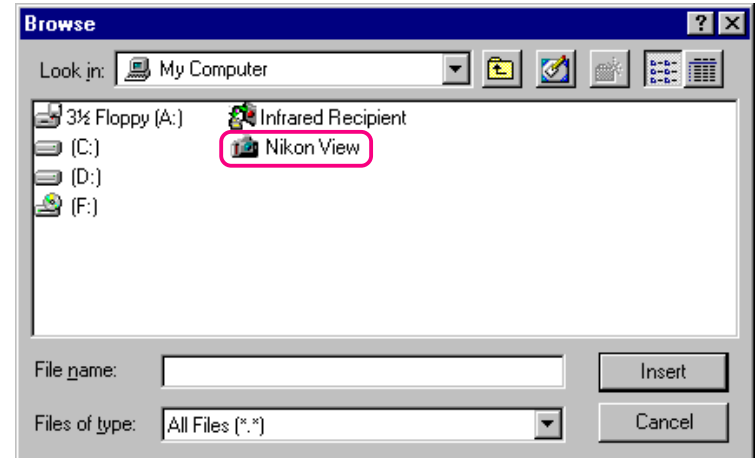 Browse
Look in: My Computer
3½ Floppy (A:) Infrared Recipient
(C:) Nikon View
(D:)
(F:)
File name: Insert
Files of type: All Files (*.*) Cancel